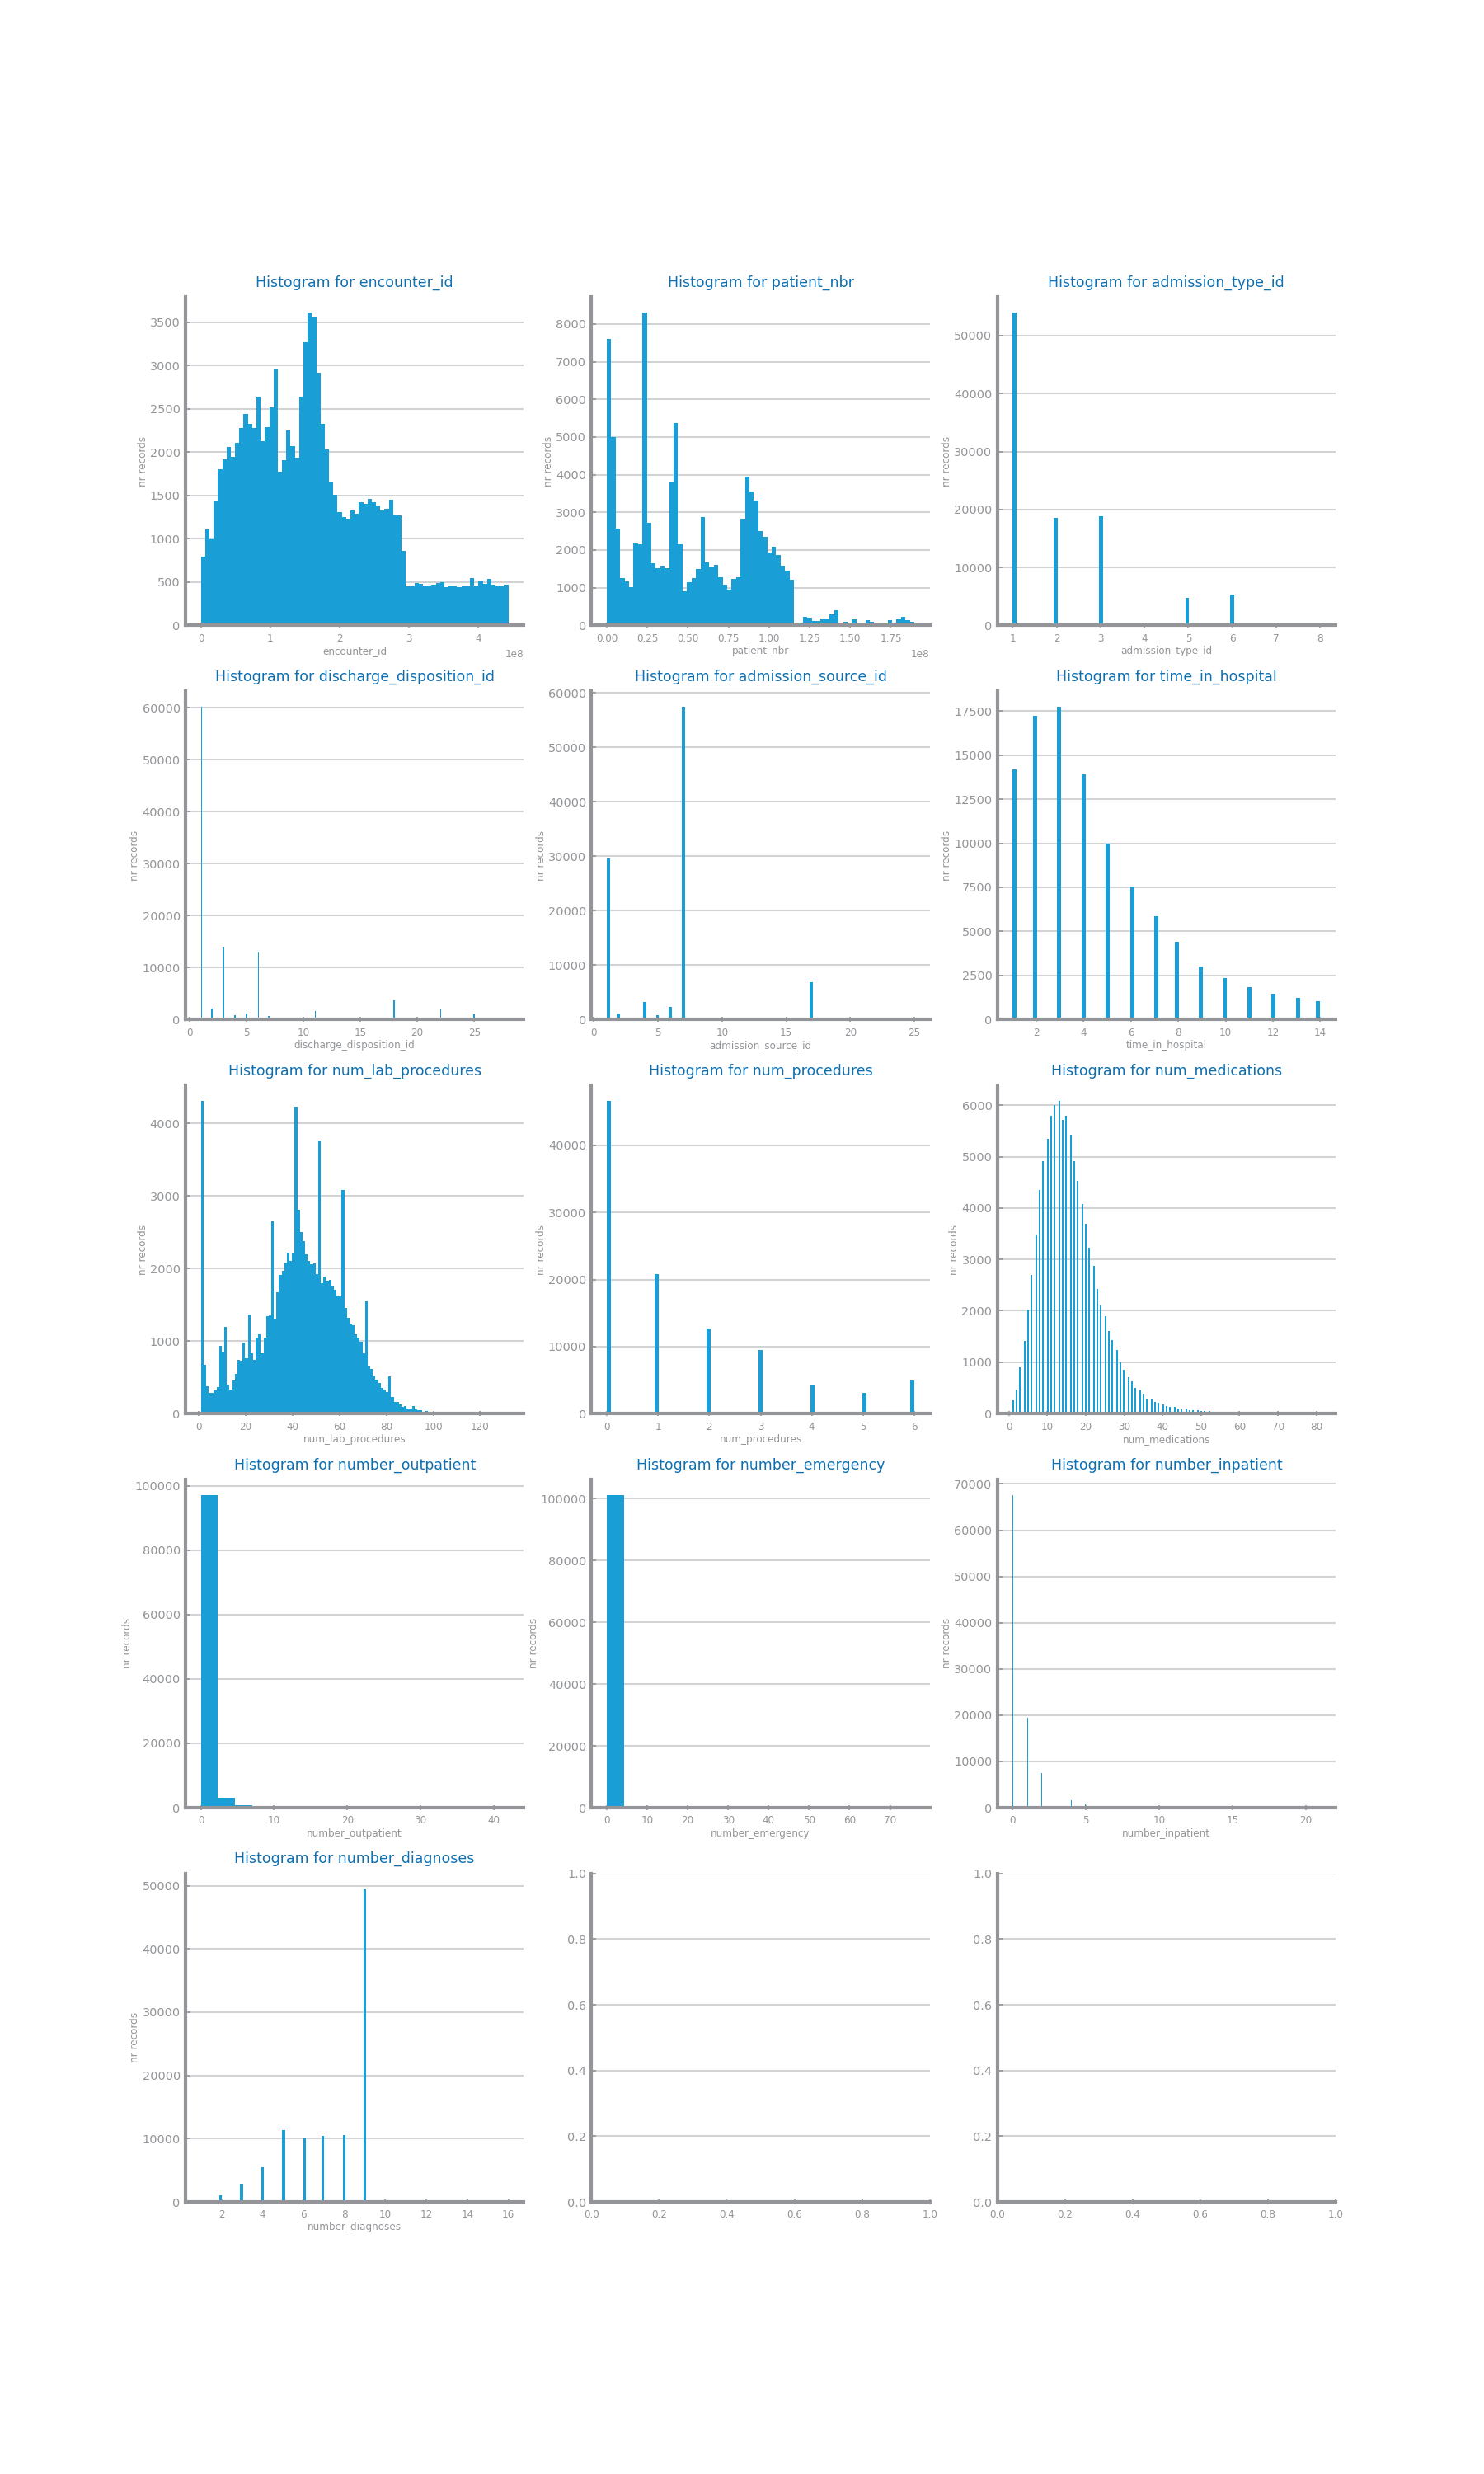 Histogram for encounter_id
nr records
3500
3000
2500
2000
1500
1000
500
0
0 1 2 3 4
encounter_id
1e8
Histogram for patient_nbr
nr records
8000
7000
6000
5000
4000
3000
2000
1000
0
0.00 0.25 0.50 0.75 1.00 1.25 1.50 1.75
patient_nbr
1e8
Histogram for admission_type_id
nr records
50000
40000
30000
20000
10000
0
1 2 3 4 5 6 7 8
admission_type_id
Histogram for discharge_disposition_id
nr records
60000
50000
40000
30000
20000
10000
0
0 5 10 15 20 25
discharge_disposition_id
Histogram for admission_source_id
nr records
60000
50000
40000
30000
20000
10000
0
0 5 10 15 20 25
admission_source_id
Histogram for time_in_hospital
nr records
17500
15000
12500
10000
7500
5000
2500
0
2 4 6 8 10 12 14
time_in_hospital
Histogram for num_lab_procedures
nr records
4000
3000
2000
1000
0
0 20 40 60 80 100 120
num_lab_procedures
Histogram for num_procedures
nr records
40000
30000
20000
10000
0
0 1 2 3 4 5 6
num_procedures
Histogram for num_medications
nr records
6000
5000
4000
3000
2000
1000
0
0 10 20 30 40 50 60 70 80
num_medications
Histogram for number_outpatient
nr records
100000
80000
60000
40000
20000
0
0 10 20 30 40
number_outpatient
Histogram for number_emergency
nr records
100000
80000
60000
40000
20000
0
0 10 20 30 40 50 60 70
number_emergency
Histogram for number_inpatient
nr records
70000
60000
50000
40000
30000
20000
10000
0
0 5 10 15 20
number_inpatient
Histogram for number_diagnoses
nr records
50000
40000
30000
20000
10000
0
2 4 6 8 10 12 14 16
number_diagnoses
1.0
0.8
0.6
0.4
0.2
0.0
0.0 0.2 0.4 0.6 0.8 1.0
1.0
0.8
0.6
0.4
0.2
0.0
0.0 0.2 0.4 0.6 0.8 1.0